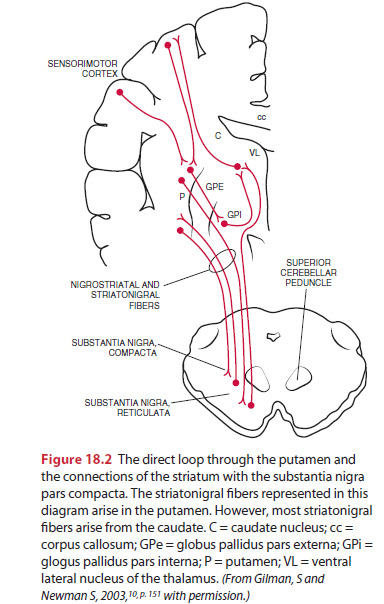 SENSORIMOTOR
CORTEX
cc
C
VL
GPE
P
GPI
NIGROSTRIATAL AND
STRIATONIGRAL
FIBERS
SUPERIOR
CEREBELLAR
PEDUNCLE
SUBSTANTIA NIGRA,
COMPACTA
SUBSTANTIA NIGRA,
RETICULATA
Figure 18.2 The direct loop through the putamen and
the connections of the striatum with the substantia nigra
pars compacta. The striatonigral fibers represented in this
diagram arise in the putamen. However, most striatonigral
fibers arise from the caudate. C = caudate nucleus; cc =
corpus callosum; GPe = globus pallidus pars externa; GPi =
glogus pallidus pars interna; P = putamen; VL = ventral
lateral nucleus of the thalamus. (From Gilman, S and
Newman S, 2003,10, p. 151 with permission.)